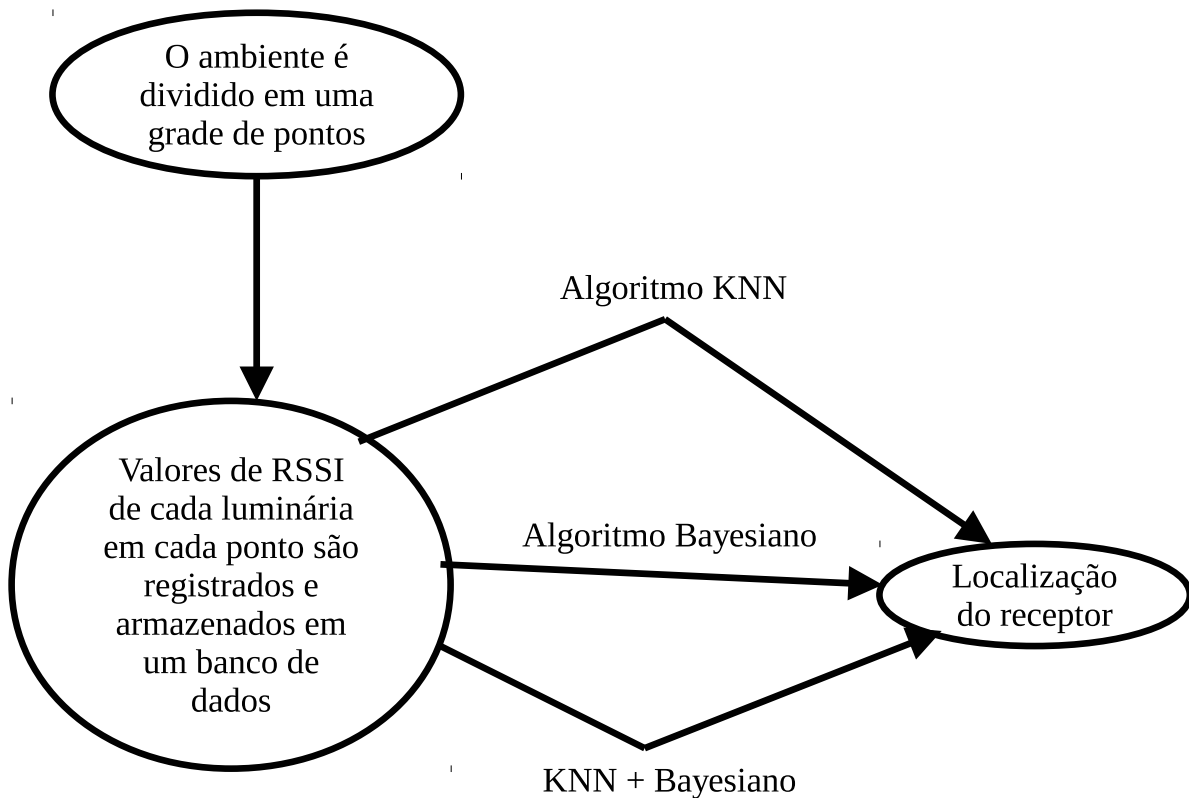 O ambiente é
dividido em uma
grade de pontos
Algoritmo KNN
Valores de RSSI
de cada luminária
em cada ponto são
registrados e
armazenados em
um banco de
dados
Algoritmo Bayesiano
Localização
do receptor
KNN + Bayesiano